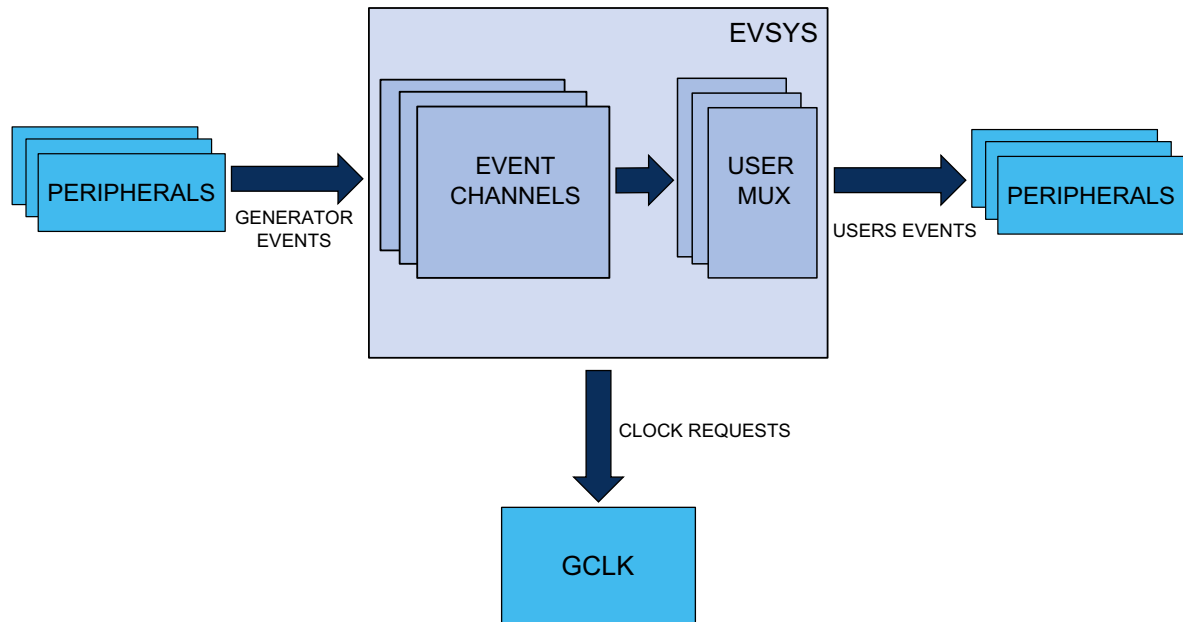 EVSYS
PERIPHERALS
GENERATOR
EVENTS
EVENT
CHANNELS
USER
MUX
USERS EVENTS
PERIPHERALS
CLOCK REQUESTS
GCLK